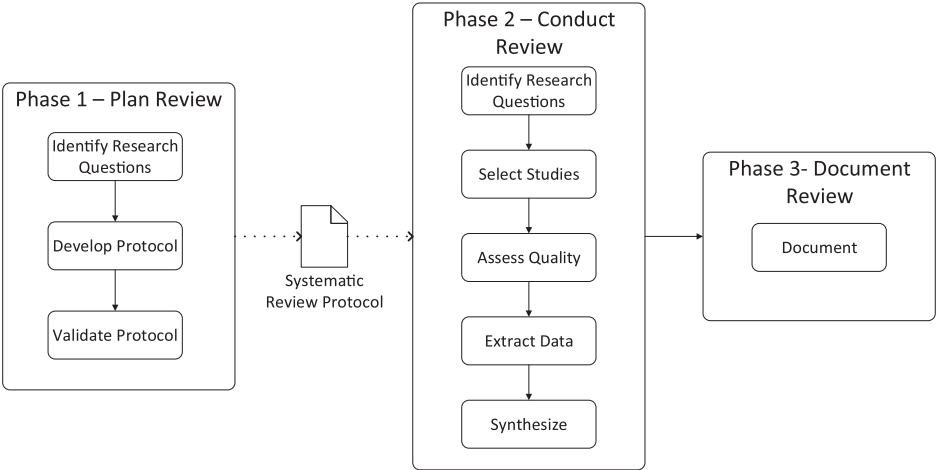 Phase 1 – Plan Review
Identify Research
Questions
Develop Protocol
Validate Protocol
Systematic
Review Protocol
Phase 2 – Conduct
Review
Identify Research
Questions
Select Studies
Assess Quality
Extract Data
Synthesize
Phase 3- Document
Review
Document